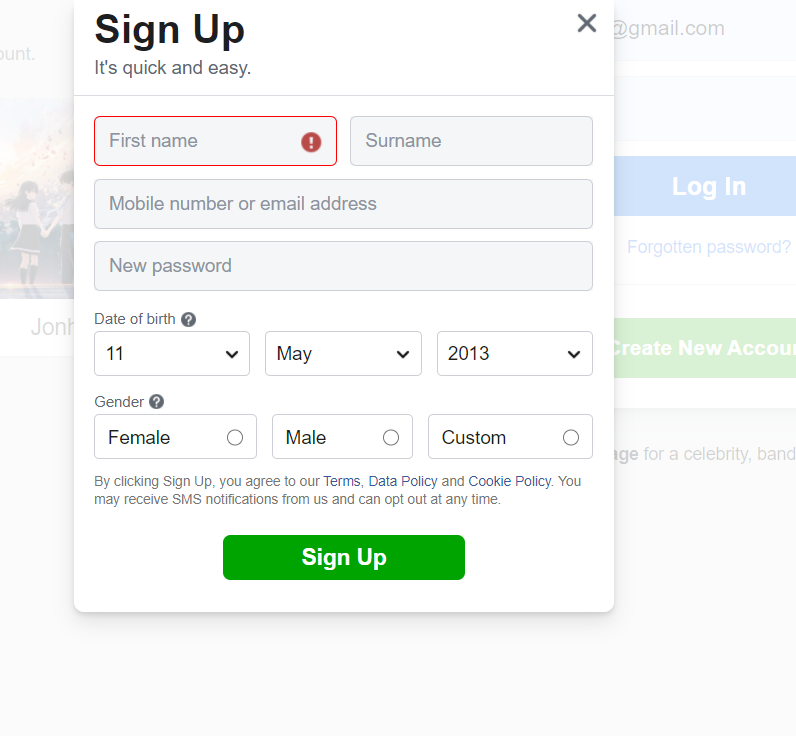 Sign Up
It's quick and easy.
@gmail.com
ount.
First name
Surname
Mobile number or email address
Log In
New password
Forgotten password?
Date of birth
Jonh
11
May
2013
Create New Accoun
Gender
Female
Male
Custom
age for a celebrity, band
By clicking Sign Up, you agree to our Terms, Data Policy and Cookie Policy. You
may receive SMS notifications from us and can opt out at any time.
Sign Up